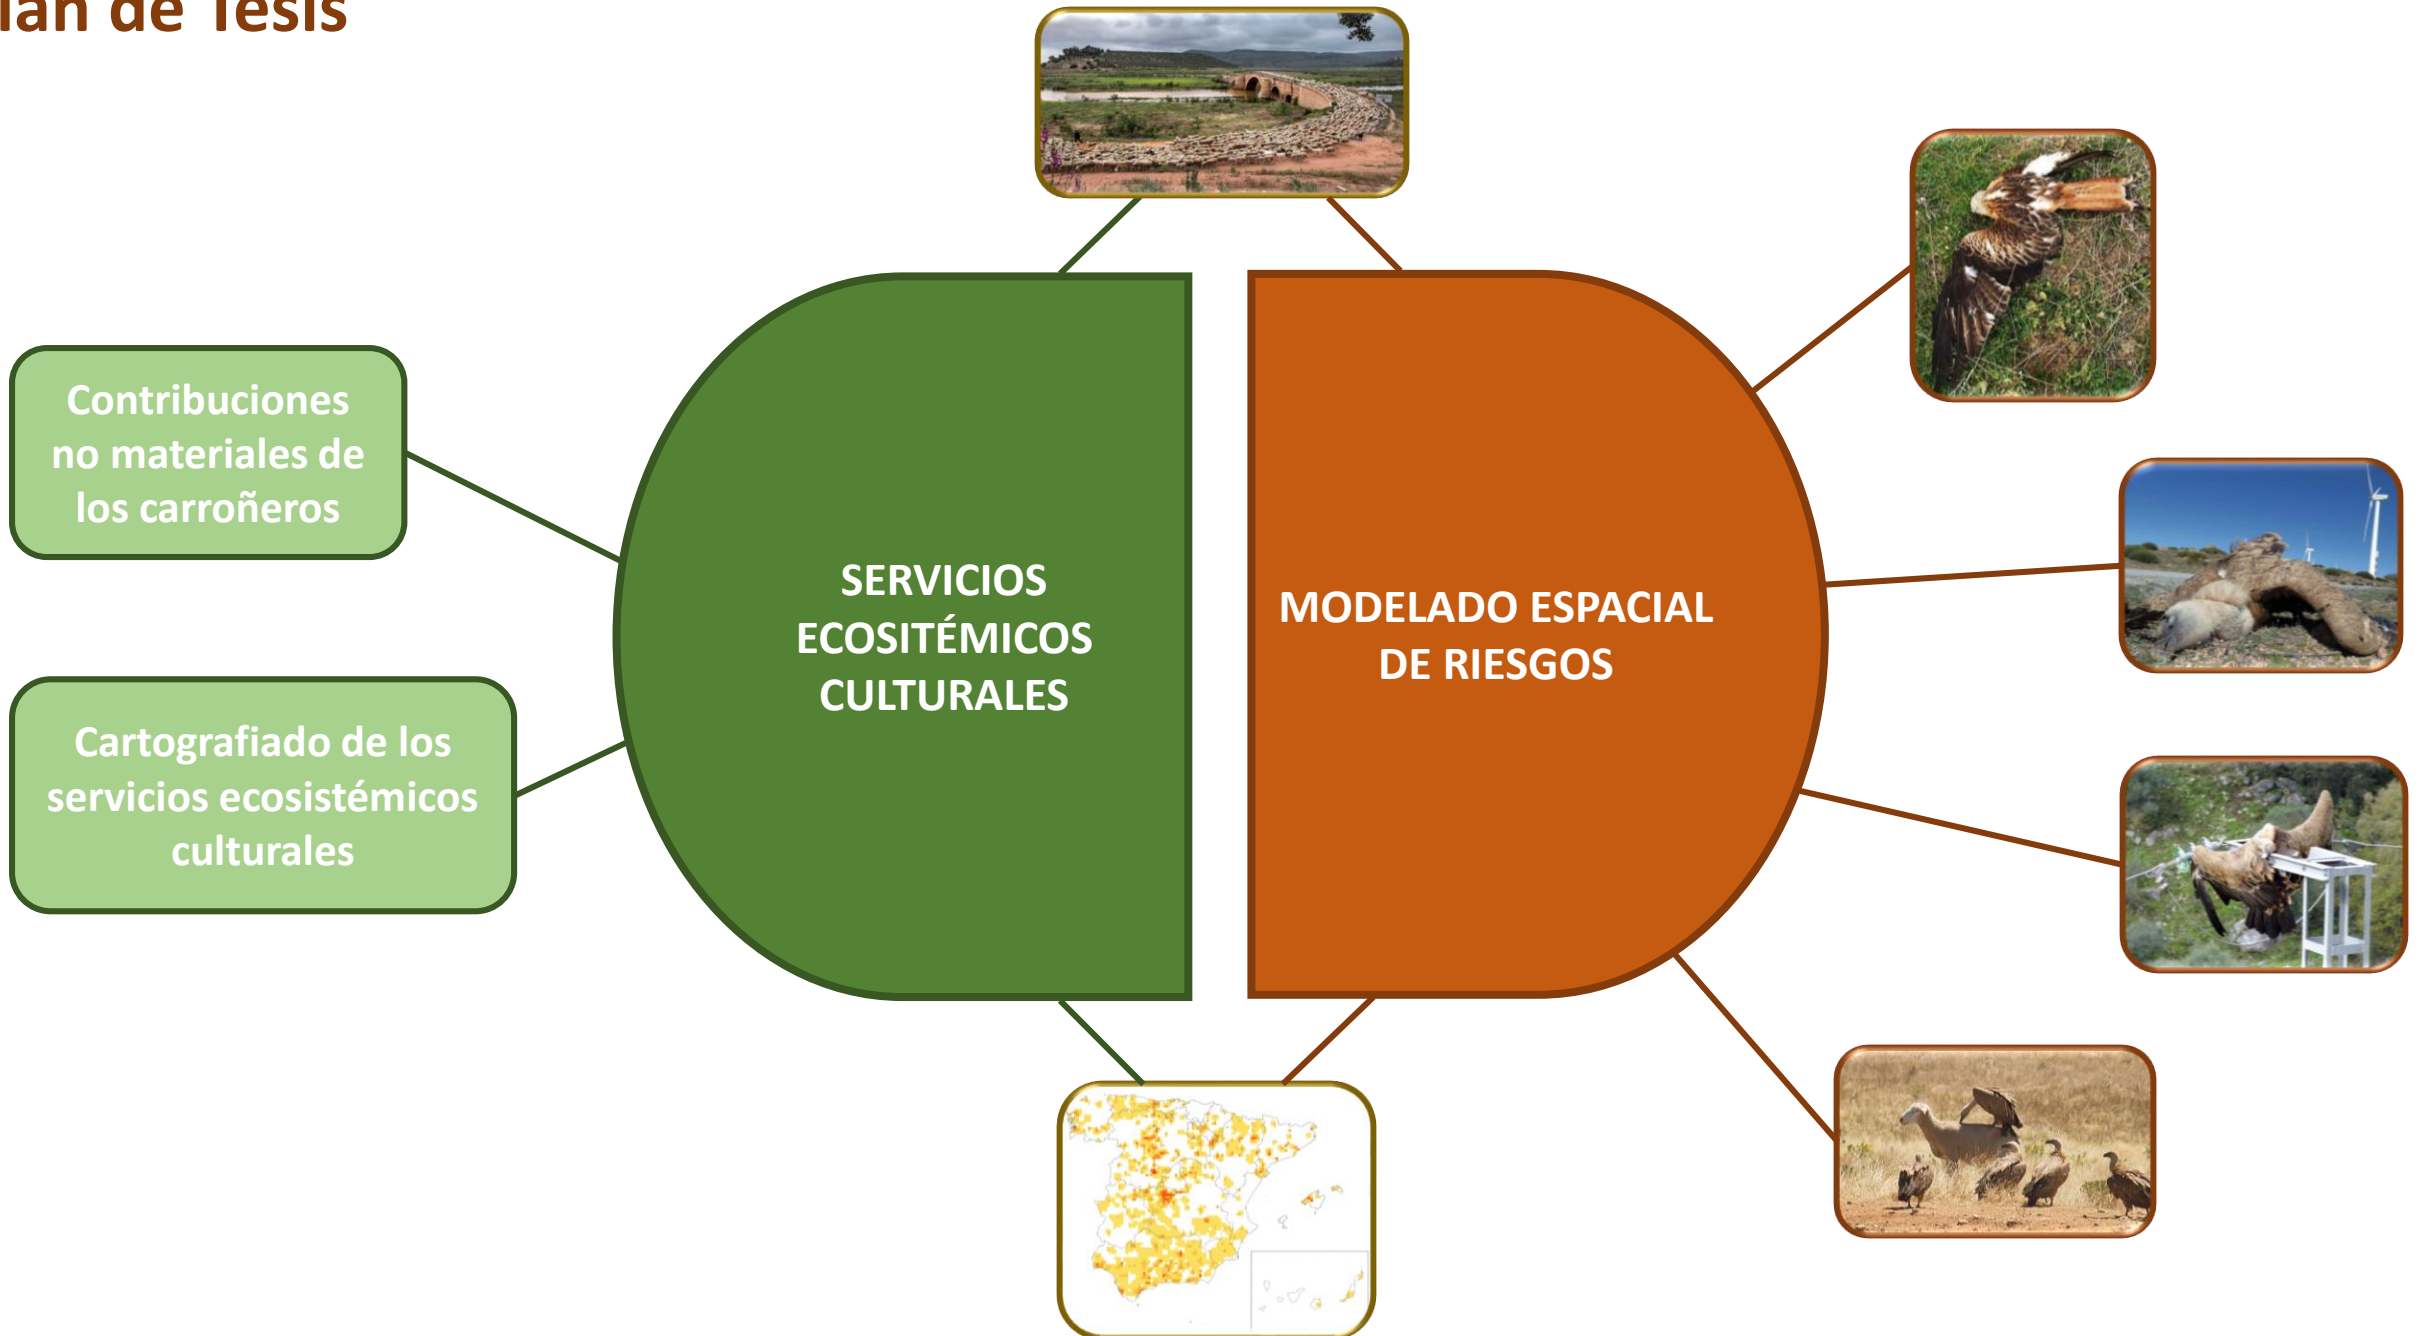 lan de Tesis
Contribuciones
no materiales de
los carroñeros
Cartografiado de los
servicios ecosistémicos
culturales
SERVICIOS
ECOSITÉMICOS
CULTURALES
MODELADO ESPACIAL
DE RIESGOS